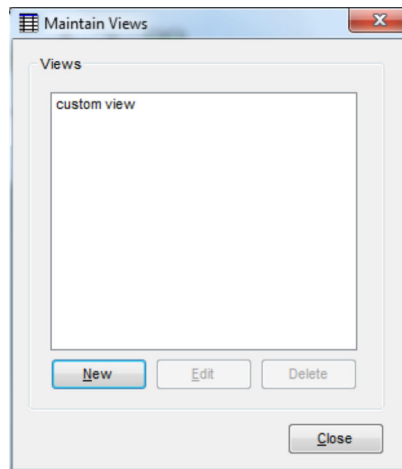 Maintain Views
Views
custom view
New Edit Delete
Close